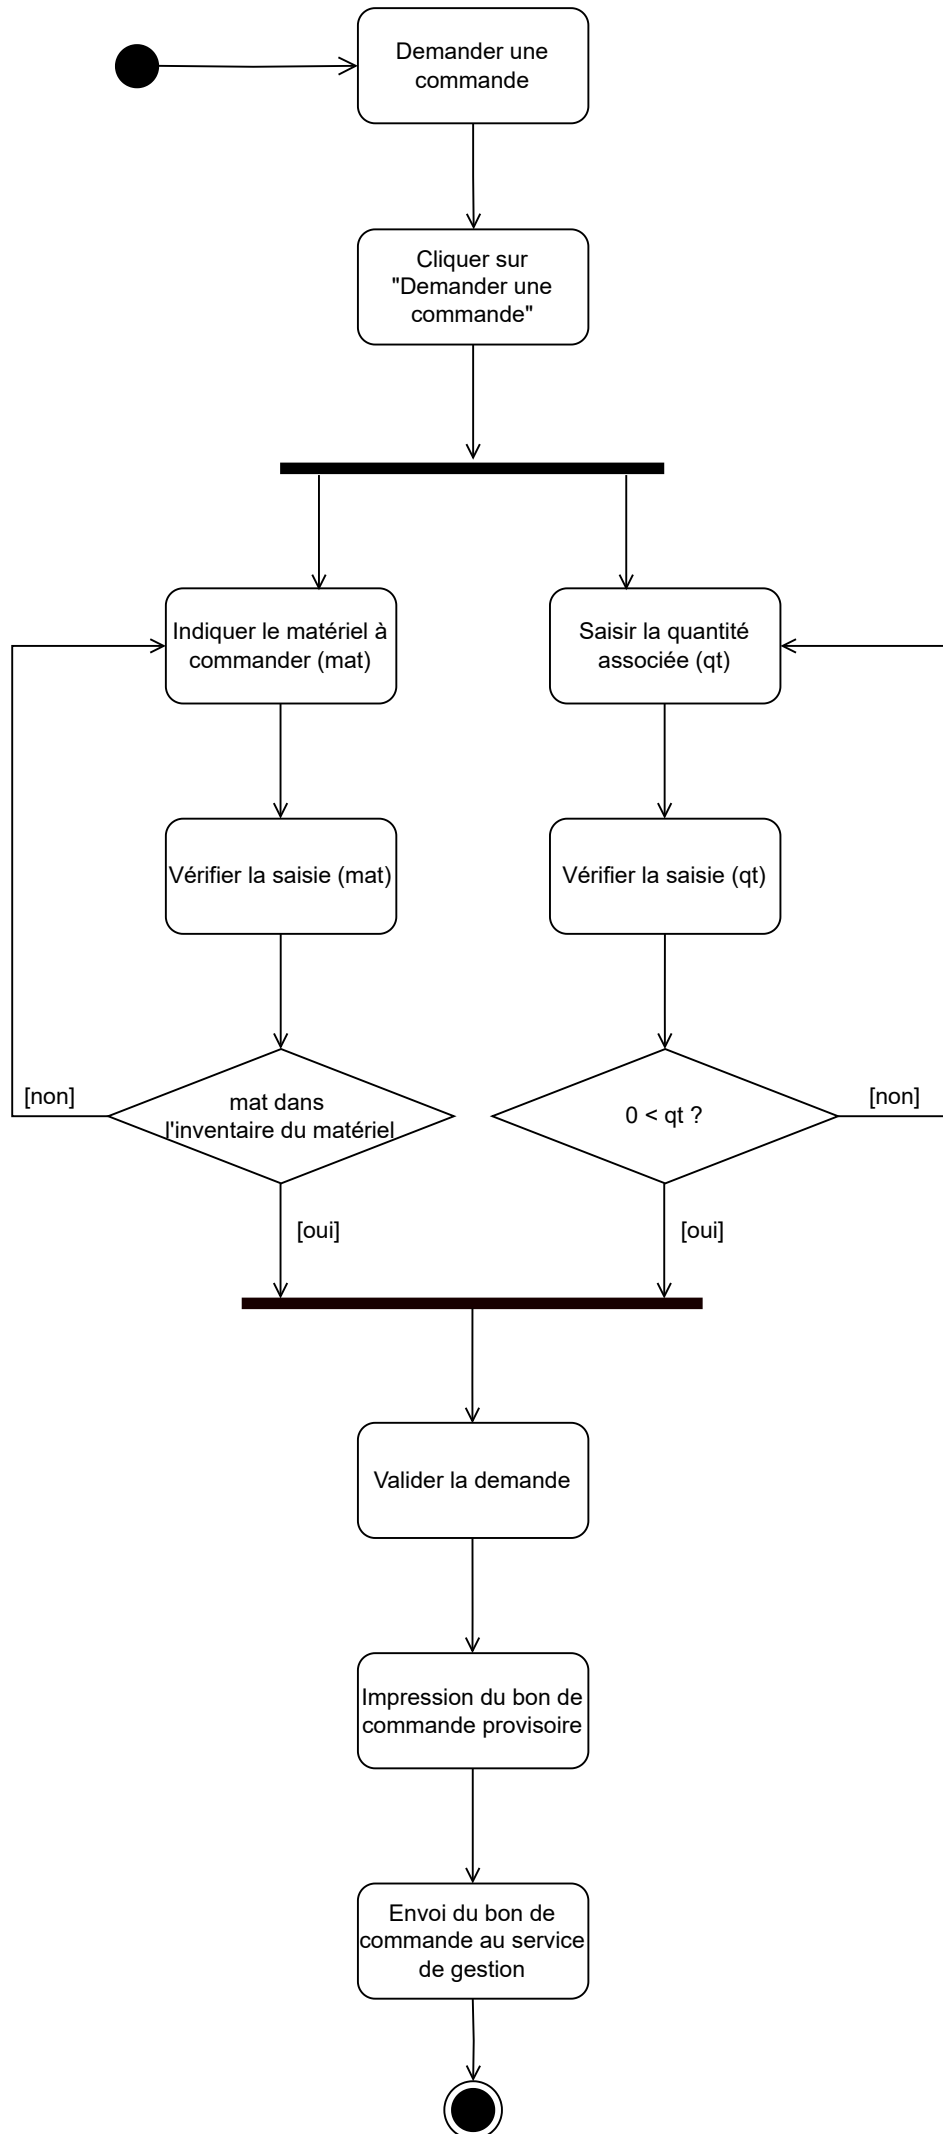 Demander une
commande
Cliquer sur
"Demander une
commande"
Indiquer le matériel à
commander (mat)
Saisir la quantité
associée (qt)
Vérifier la saisie (mat)
Vérifier la saisie (qt)
[non]
mat dans
l'inventaire du matériel
0 < qt ?
[non]
[oui]
[oui]
Valider la demande
Impression du bon de
commande provisoire
Envoi du bon de
commande au service
de gestion